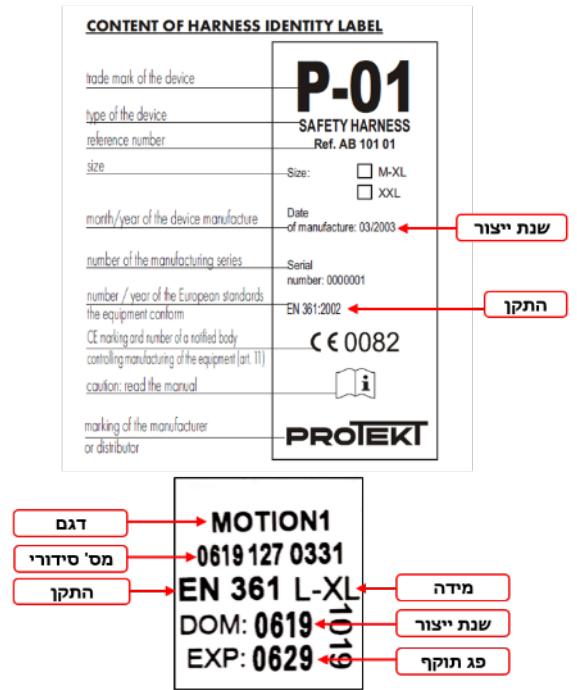 CONTENT OF HARNESS IDENTITY LABEL
trade mark of the device
P-01
type of the device
SAFETY HARNESS
reference number
Ref. AB 101 01
size
Size: M-XL
XXL
month/year of the device manufacture
Date
of manufacture: 03/2003
שנת ייצור
number of the manufacturing series
Serial
number: 0000001
number / year of the European standards
the equipment conform
EN 361:2002
התקן
CE marking and number of a notified body
controlling manufacturing of the equipment (art. 11)
CE 0082
caution: read the manual
i
marking of the manufacturer
or distributor
PROTEKT
דגם
MOTION1
מס' סידורי
0619 127 0331
התקן
EN 361 L-XL
מידה
DOM: 0619
שנת ייצור
EXP: 0629
פג תוקף
1019